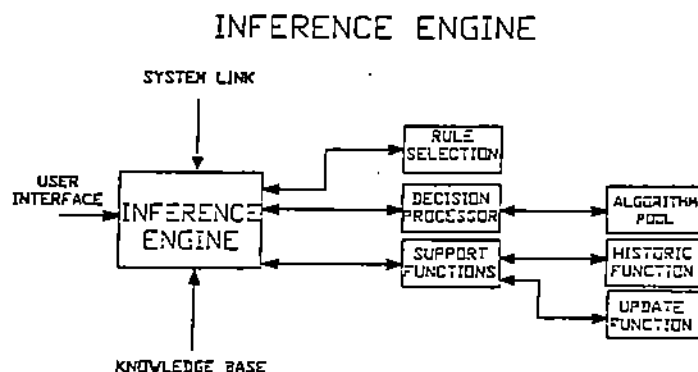 INFERENCE ENGINE
SYSTEM LINK
RULE
SELECTION
USER
INTERFACE
INFERENCE
ENGINE
DECISION
PROCESSOR
ALGORITHM
POOL
SUPPORT
FUNCTIONS
HISTORIC
FUNCTION
UPDATE
FUNCTION
KNOWLEDGE BASE